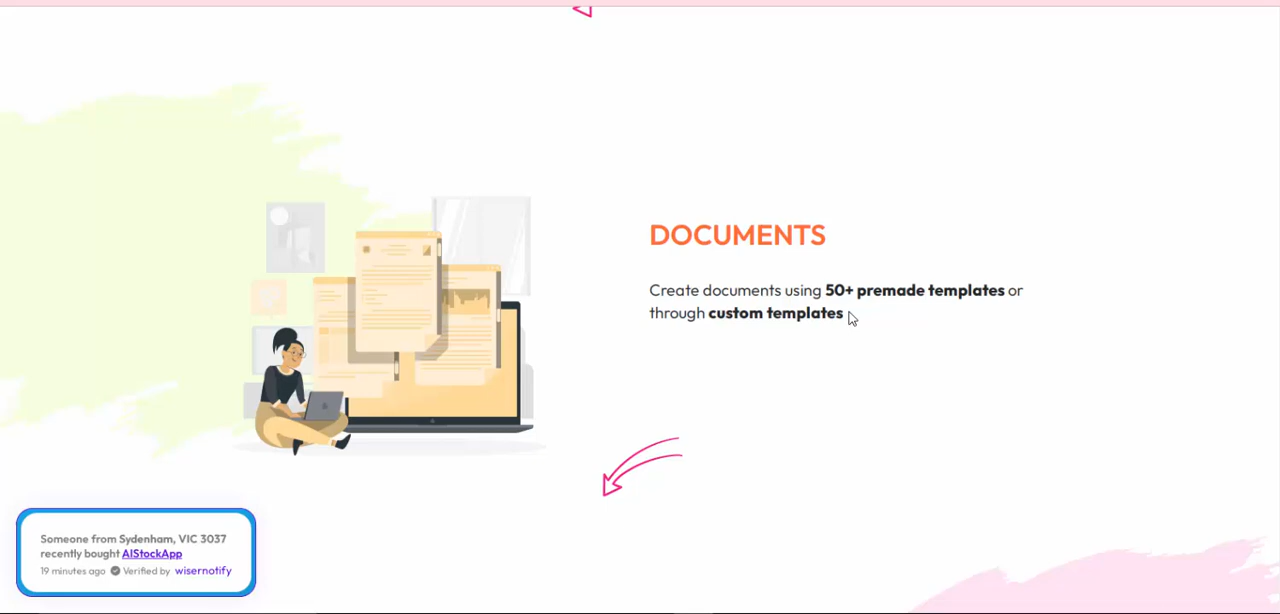 DOCUMENTS
Create documents using 50+ premade templates or
through custom templates
Someone from Sydenham, VIC 3037
recently bought AIStockApp
19 minutes ago Verified by wisernotify